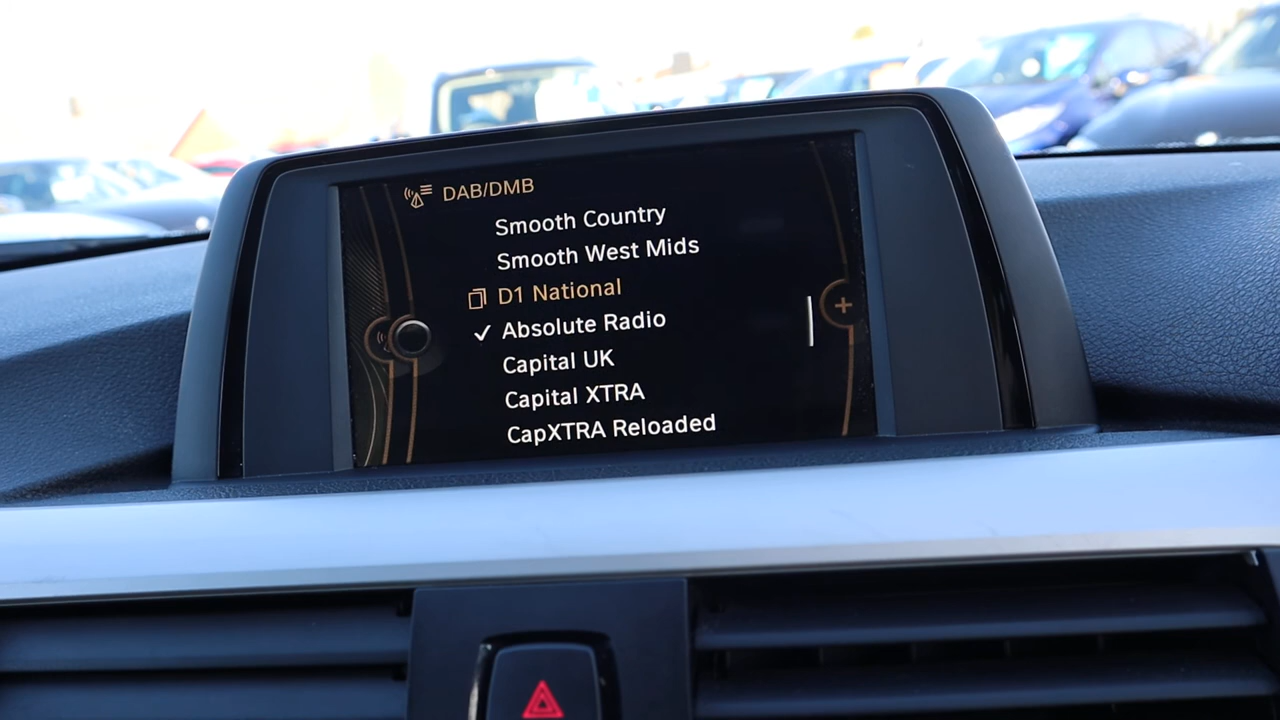 DAB/DMB
Smooth Country
Smooth West Mids
D1 National
Absolute Radio
Capital UK
Capital XTRA
CapXTRA Reloaded